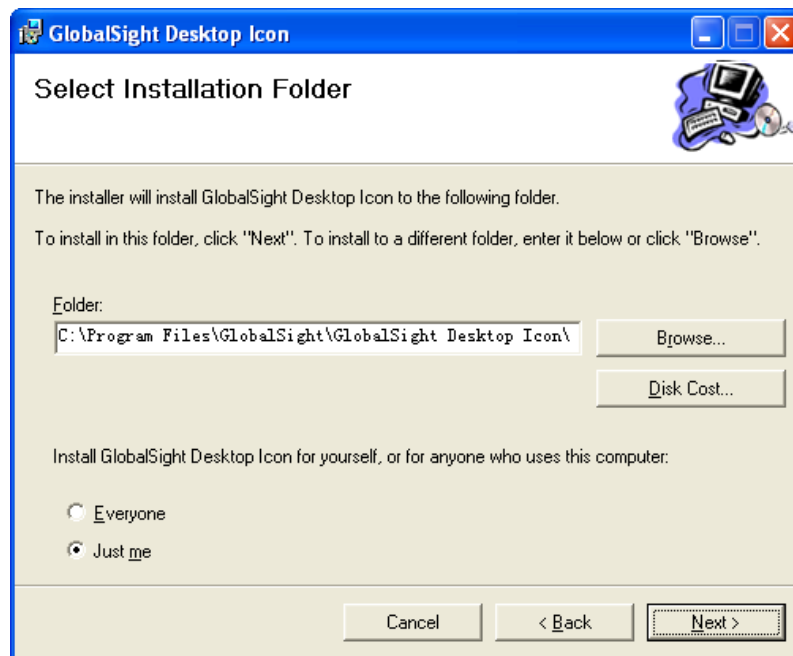 GlobalSight Desktop Icon
Select Installation Folder
The installer will install GlobalSight Desktop Icon to the following folder.
To install in this folder, click "Next". To install to a different folder, enter it below or click "Browse".
Folder:
C:\Program Files\GlobalSight\GlobalSight Desktop Icon\
Browse...
Disk Cost...
Install GlobalSight Desktop Icon for yourself, or for anyone who uses this computer:
Everyone
Just me
Cancel
< Back
Next >